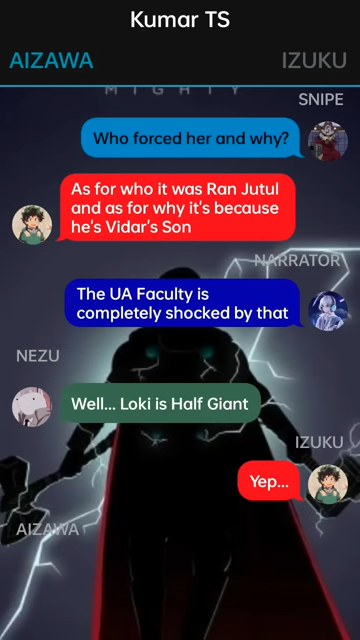 Kumar TS
AIZAWA
IZUKU
MIGHTY
SNIPE
Who forced her and why?
As for who it was Ran Jutul
and as for why it's because
he's Vidar's Son
NARRATOR
The UA Faculty is
completely shocked by that
NEZU
Well... Loki is Half Giant
IZUKU
Yep...
AIZAWA